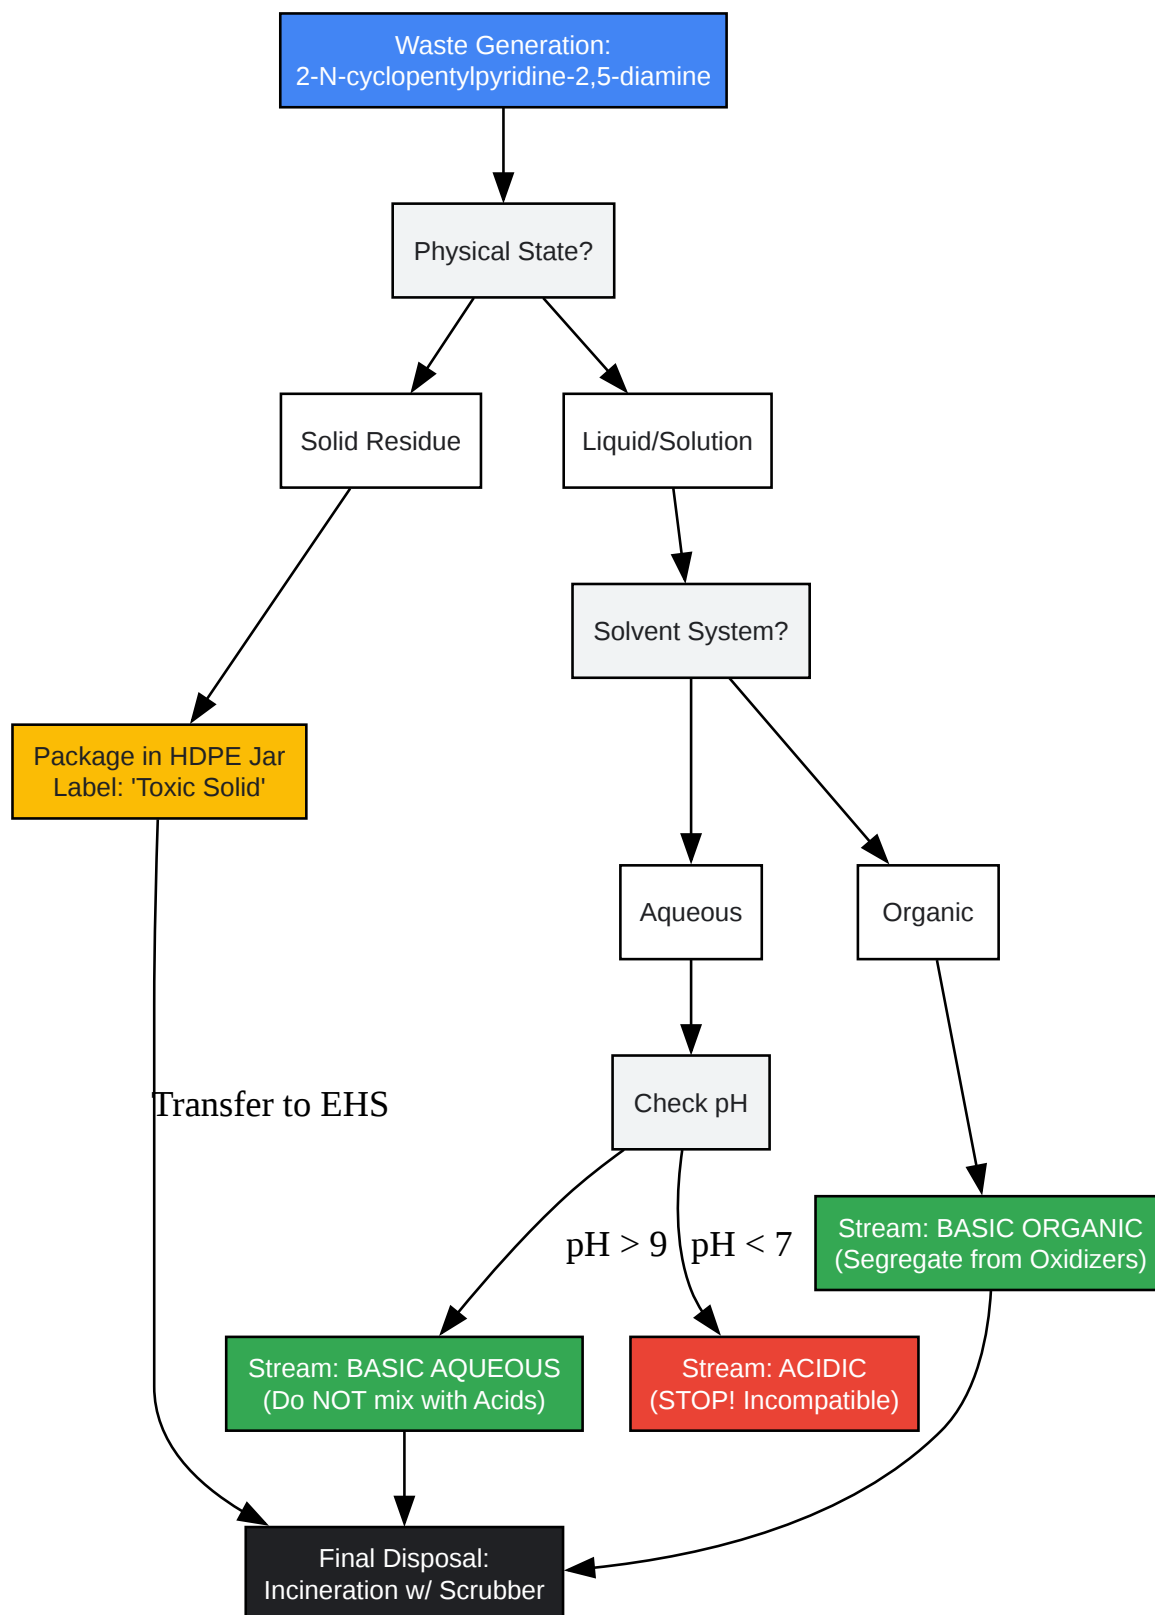 Waste Generation:
2-N-cyclopentylpyridine-2,5-diamine
Physical State?
Solid Residue
Liquid/Solution
Solvent System?
Package in HDPE Jar
Label: 'Toxic Solid'
Aqueous
Organic
Transfer to EHS
Check pH
pH > 9
pH < 7
Stream: BASIC ORGANIC
(Segregate from Oxidizers)
Stream: BASIC AQUEOUS
(Do NOT mix with Acids)
Stream: ACIDIC
(STOP! Incompatible)
Final Disposal:
Incineration w/ Scrubber